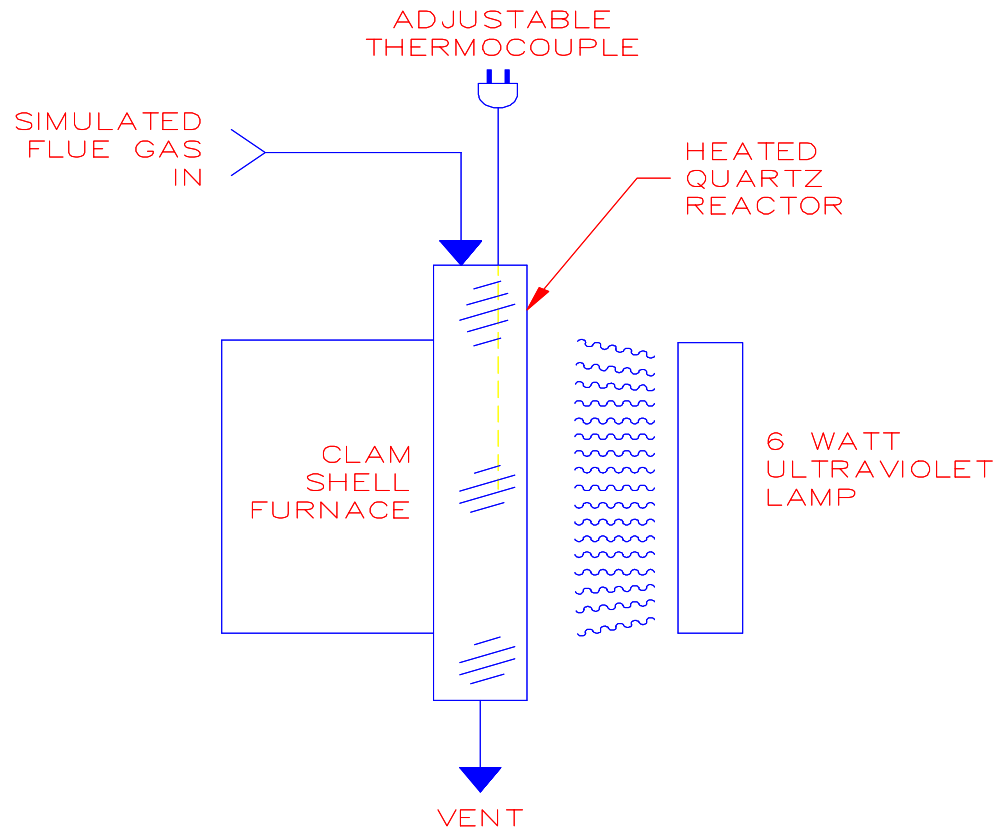 ADJUSTABLE
THERMOCOUPLE
SIMULATED
FLUE GAS
IN
HEATED
QUARTZ
REACTOR
CLAM
SHELL
FURNACE
6 WATT
ULTRAVIOLET
LAMP
VENT